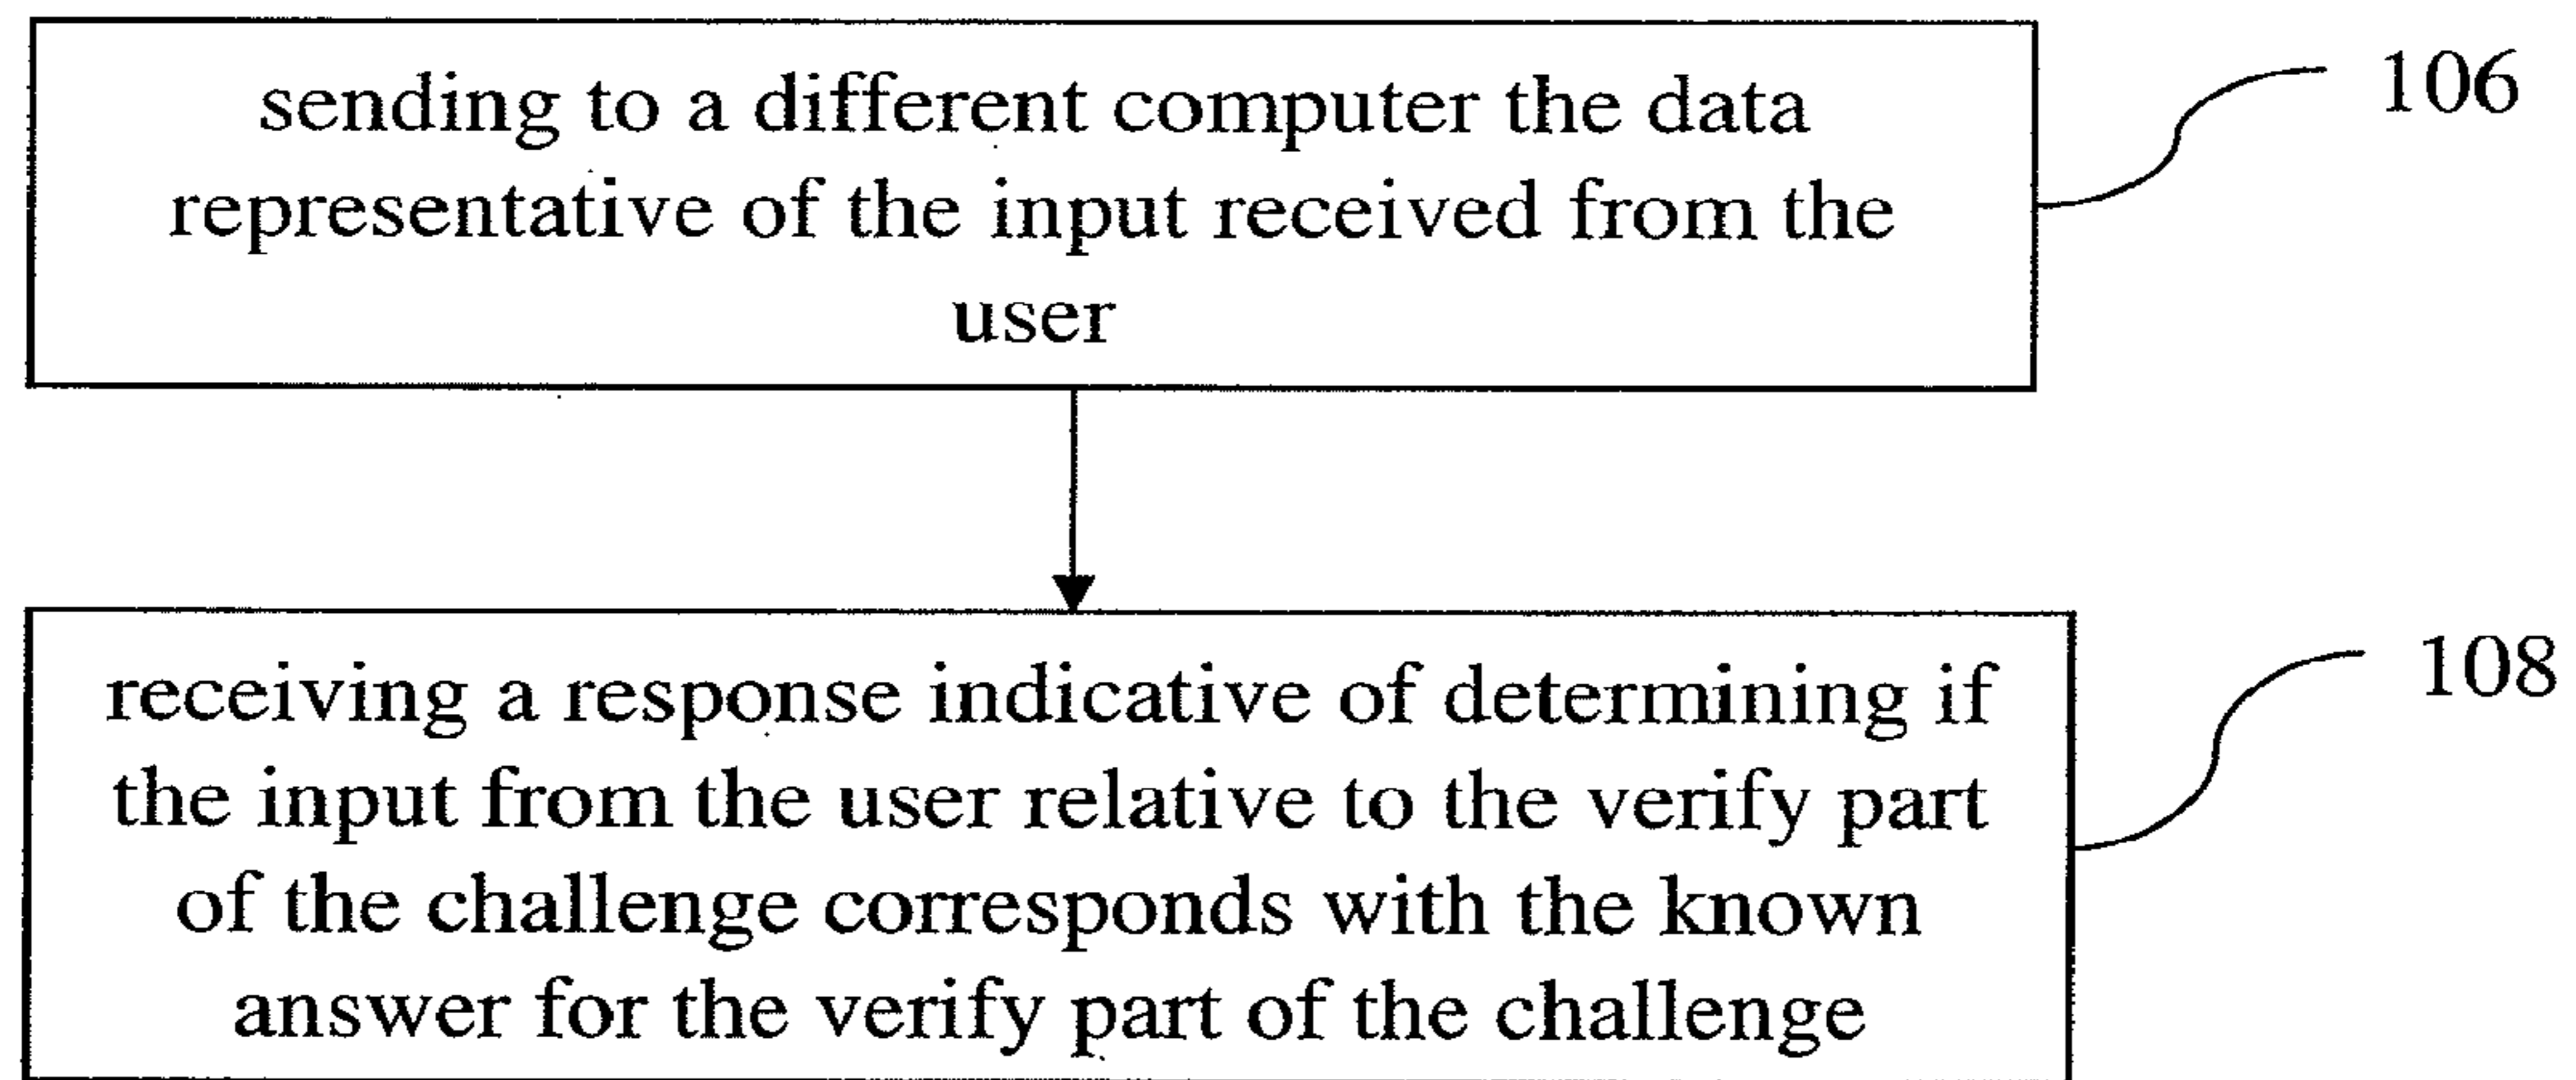 sending to a different computer the data
representative of the input received from the
user
106
receiving a response indicative of determining if
the input from the user relative to the verify part
of the challenge corresponds with the known
answer for the verify part of the challenge
108